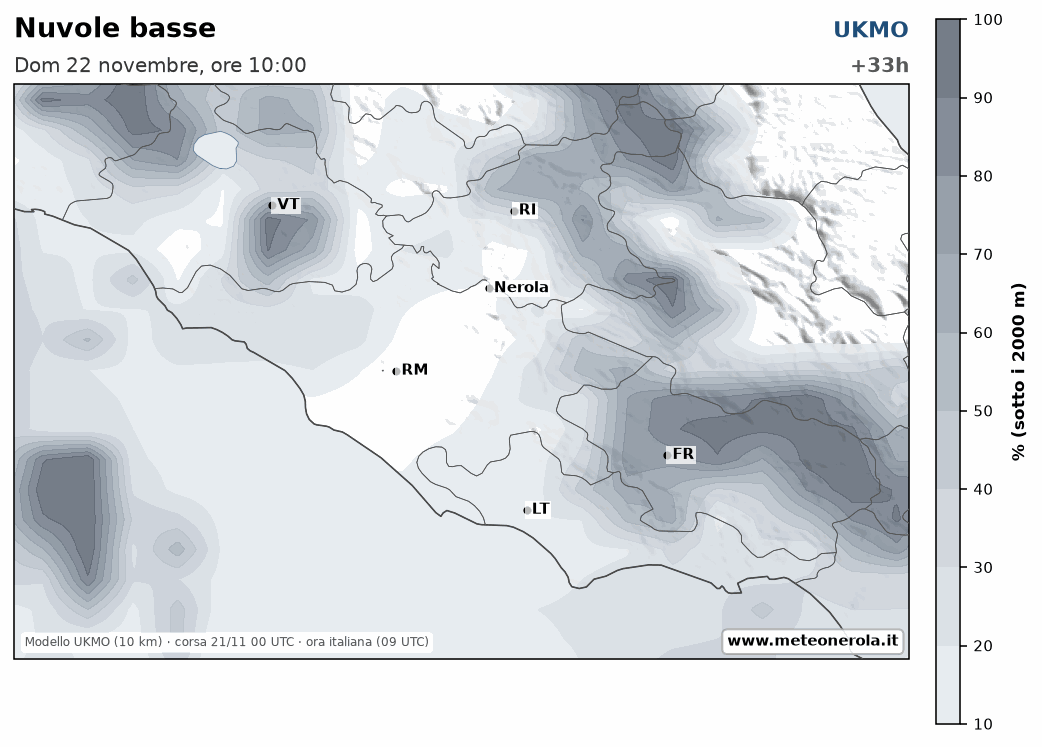 Nuvole basse
UKMO
Dom 22 novembre, ore 10:00
+33h
VT
RI
Nerola
RM
FR
LT
Modello UKMO (10 km) · corsa 21/11 00 UTC · ora italiana (09 UTC)
www.meteonerola.it
100
90
80
70
60
50
40
30
20
10
% (sotto i 2000 m)